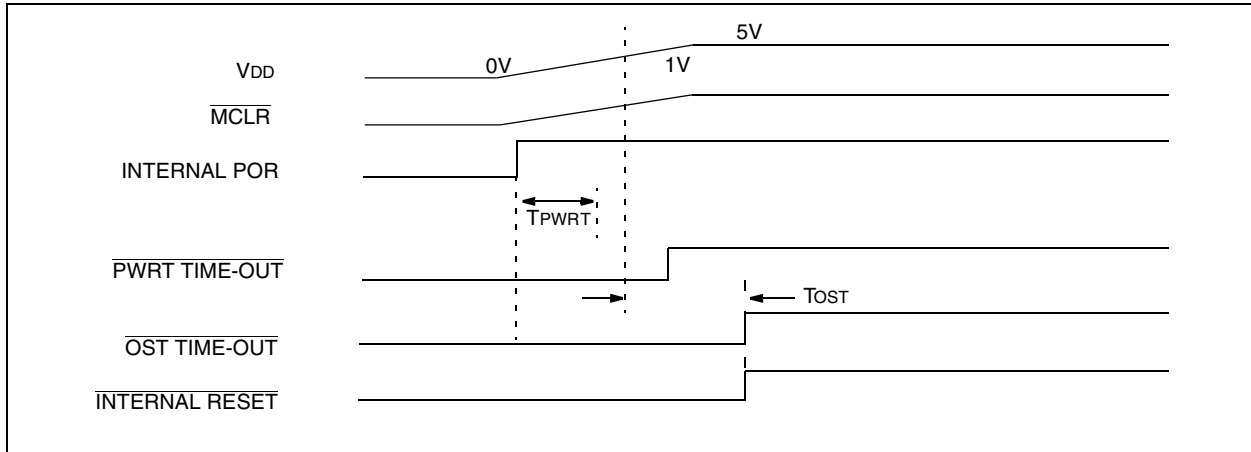 5V
VDD
0V
1V
MCLR
INTERNAL POR
TPWRT
PWRT TIME-OUT
TOST
OST TIME-OUT
INTERNAL RESET